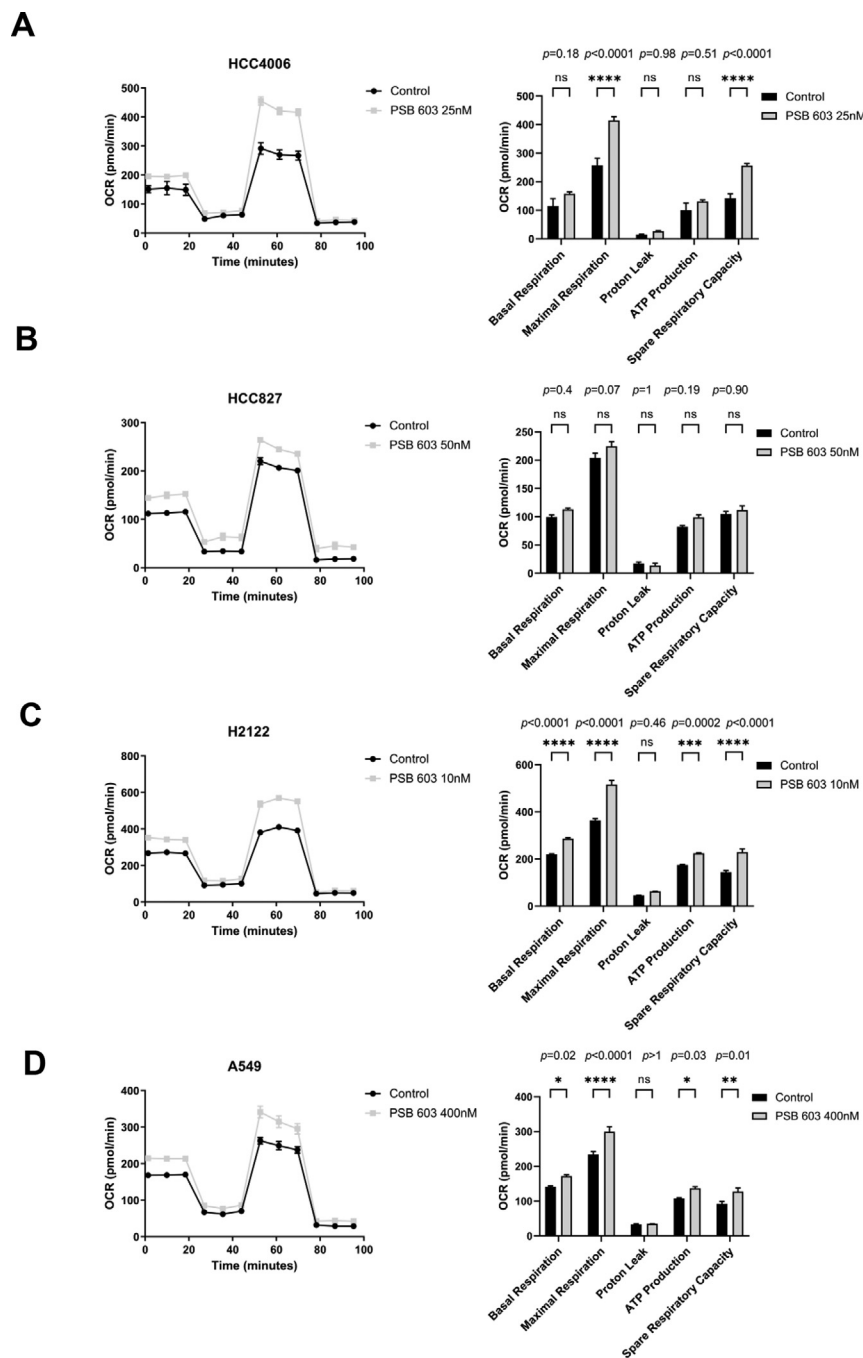 A
HCC4006
OCR (pmol/min)
500
400
300
200
100
0
0 20 40 60 80 100
Time (minutes)
Control
PSB 603 25nM
p=0.18 p<0.0001 p=0.98 p=0.51 p<0.0001
ns **** ns ns ****
OCR (pmol/min)
500
400
300
200
100
0
Basal Respiration
Maximal Respiration
Proton Leak
ATP Production
Spare Respiratory Capacity
Control
PSB 603 25nM
B
HCC827
OCR (pmol/min)
300
200
100
0
0 20 40 60 80 100
Time (minutes)
Control
PSB 603 50nM
p=0.4 p=0.07 p=1 p=0.19 p=0.90
ns ns ns ns ns
OCR (pmol/min)
250
200
150
100
50
0
Basal Respiration
Maximal Respiration
Proton Leak
ATP Production
Spare Respiratory Capacity
Control
PSB 603 50nM
C
H2122
OCR (pmol/min)
800
600
400
200
0
0 20 40 60 80 100
Time (minutes)
Control
PSB 603 10nM
p<0.0001 p<0.0001 p=0.46 p=0.0002 p<0.0001
**** **** ns *** ****
OCR (pmol/min)
600
400
200
0
Basal Respiration
Maximal Respiration
Proton Leak
ATP Production
Spare Respiratory Capacity
Control
PSB 603 10nM
D
A549
OCR (pmol/min)
400
300
200
100
0
0 20 40 60 80 100
Time (minutes)
Control
PSB 603 400nM
p=0.02 p<0.0001 p>1 p=0.03 p=0.01
* **** ns * **
OCR (pmol/min)
400
300
200
100
0
Basal Respiration
Maximal Respiration
Proton Leak
ATP Production
Spare Respiratory Capacity
Control
PSB 603 400nM